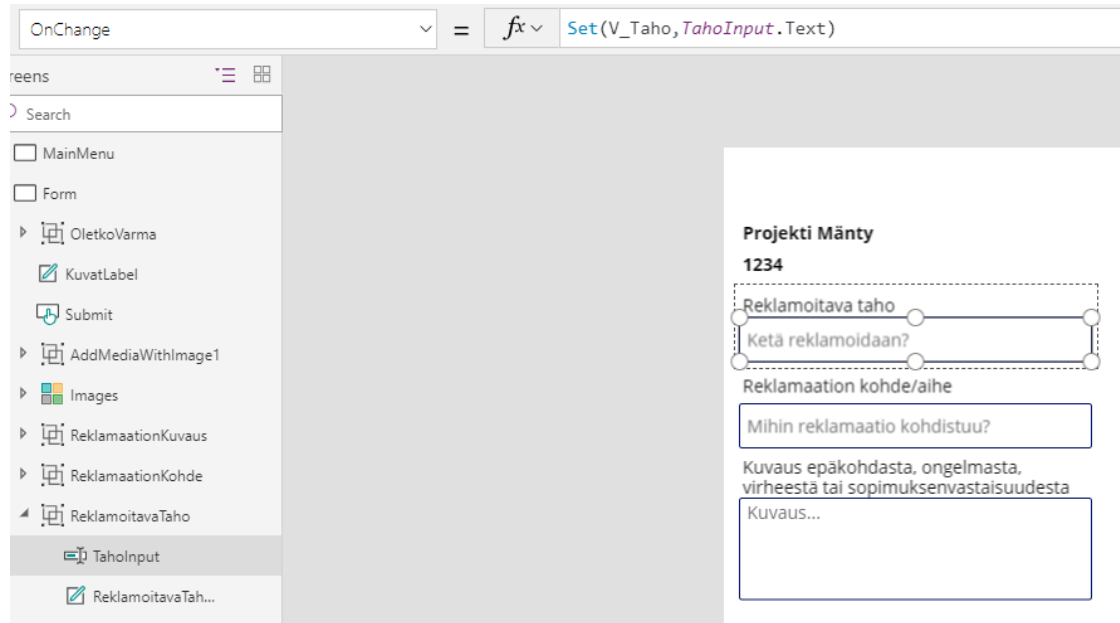 OnChange
=
fx
Set(V_Taho,TahoInput.Text)
reens
Search
MainMenu
Form
OletkoVarma
KuvatLabel
Submit
AddMediaWithImage1
Images
ReklamaationKuvaus
ReklamaationKohde
ReklamoitavaTaho
TahoInput
ReklamoitavaTah...
Projekti Mänty
1234
Reklamoitava taho
Ketä reklamoidaan?
Reklamaation kohde/aihe
Mihin reklamaatio kohdistuu?
Kuvaus epäkohdasta, ongelmasta,
virheestä tai sopimuksenvastaisuudesta
Kuvaus...